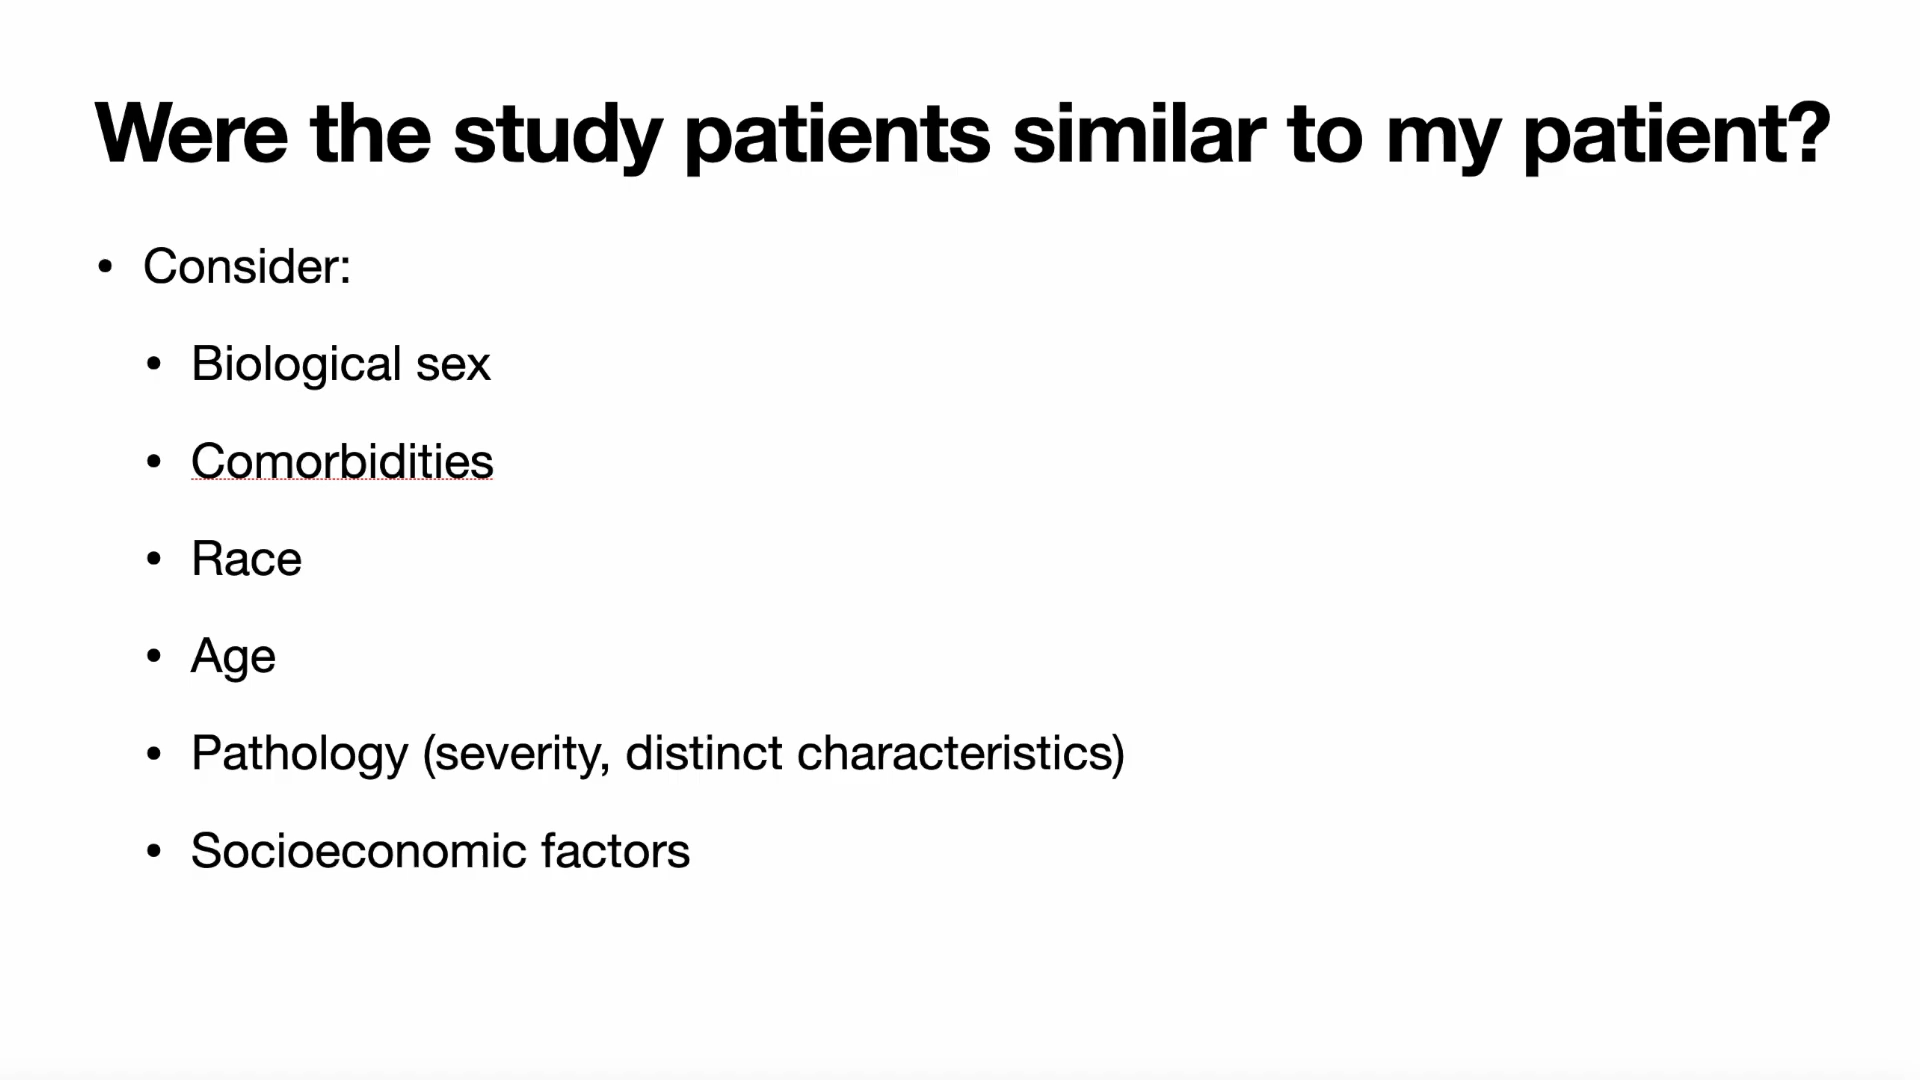 Were the study patients similar to my patient?
• Consider:
• Biological sex
• Comorbidities
• Race
• Age
• Pathology (severity, distinct characteristics)
• Socioeconomic factors